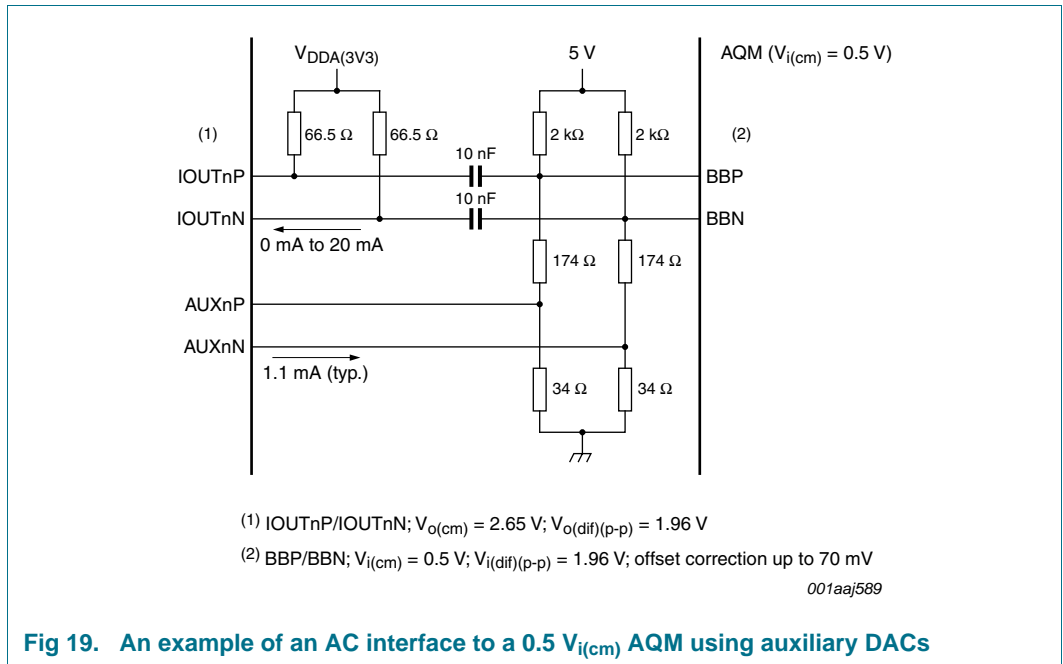 V_DDA(3V3) 5 V AQM (V_i(cm) = 0.5 V)
(1) 66.5 Ω 66.5 Ω 2 kΩ 2 kΩ (2)
10 nF
IOUTnP BBP
10 nF
IOUTnN BBN
0 mA to 20 mA
174 Ω 174 Ω
AUXnP
AUXnN
1.1 mA (typ.)
34 Ω 34 Ω
(1) IOUTnP/IOUTnN; V_o(cm) = 2.65 V; V_o(dif)(p-p) = 1.96 V
(2) BBP/BBN; V_i(cm) = 0.5 V; V_i(dif)(p-p) = 1.96 V; offset correction up to 70 mV
001aaj589
Fig 19. An example of an AC interface to a 0.5 V_i(cm) AQM using auxiliary DACs